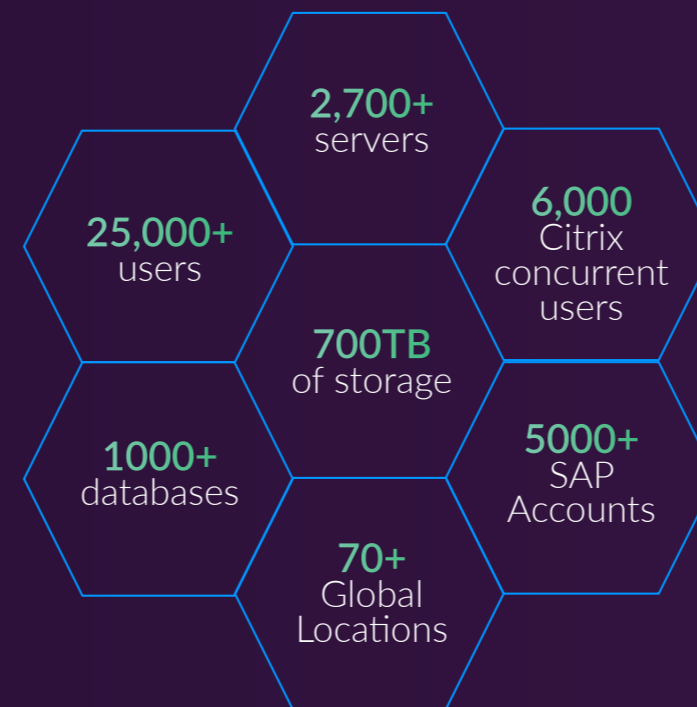 2,700+
servers
25,000+
users
6,000
Citrix
concurrent
users
700TB
of storage
1000+
databases
5000+
SAP
Accounts
70+
Global
Locations